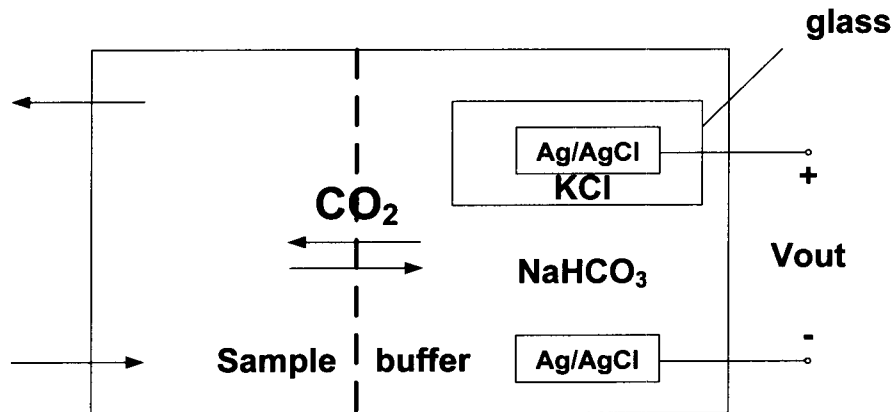 glass
Ag/AgCl
+
KCl
CO₂
NaHCO₃
Vout
-
Sample
buffer
Ag/AgCl